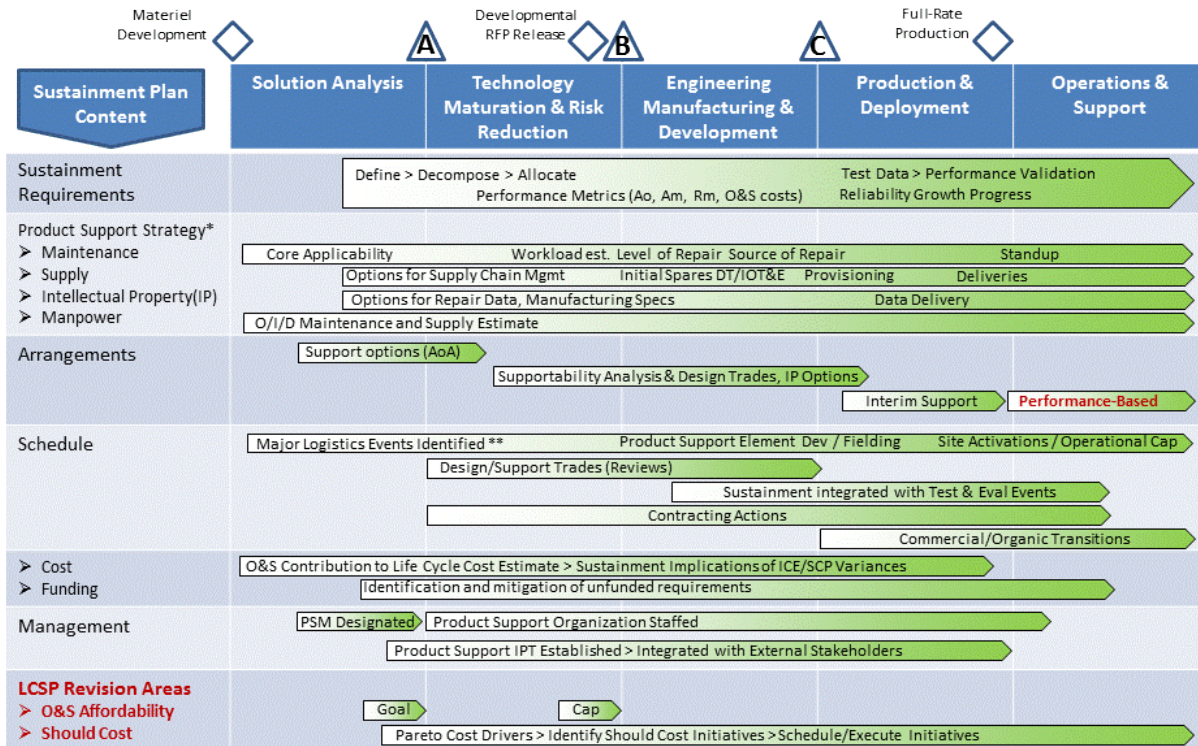 Materiel
Development
Developmental
RFP Release
Full-Rate
Production
A
B
C
Sustainment Plan
Content
Solution Analysis
Technology
Maturation & Risk
Reduction
Engineering
Manufacturing &
Development
Production &
Deployment
Operations &
Support
Sustainment
Requirements
Define > Decompose > Allocate
Performance Metrics (Ao, Am, Rm, O&S costs)
Test Data > Performance Validation
Reliability Growth Progress
Product Support Strategy*
➢ Maintenance
➢ Supply
➢ Intellectual Property(IP)
➢ Manpower
Core Applicability Workload est. Level of Repair Source of Repair Standup
Options for Supply Chain Mgmt Initial Spares DT/IOT&E Provisioning Deliveries
Options for Repair Data, Manufacturing Specs Data Delivery
O/I/D Maintenance and Supply Estimate
Arrangements
Support options (AoA)
Supportability Analysis & Design Trades, IP Options
Interim Support
Performance-Based
Schedule
Major Logistics Events Identified ** Product Support Element Dev / Fielding Site Activations / Operational Cap
Design/Support Trades (Reviews)
Sustainment integrated with Test & Eval Events
Contracting Actions
Commercial/Organic Transitions
➢ Cost
➢ Funding
O&S Contribution to Life Cycle Cost Estimate > Sustainment Implications of ICE/SCP Variances
Identification and mitigation of unfunded requirements
Management
PSM Designated
Product Support Organization Staffed
Product Support IPT Established > Integrated with External Stakeholders
LCSP Revision Areas
➢ O&S Affordability
➢ Should Cost
Goal
Cap
Pareto Cost Drivers > Identify Should Cost Initiatives >Schedule/Execute Initiatives